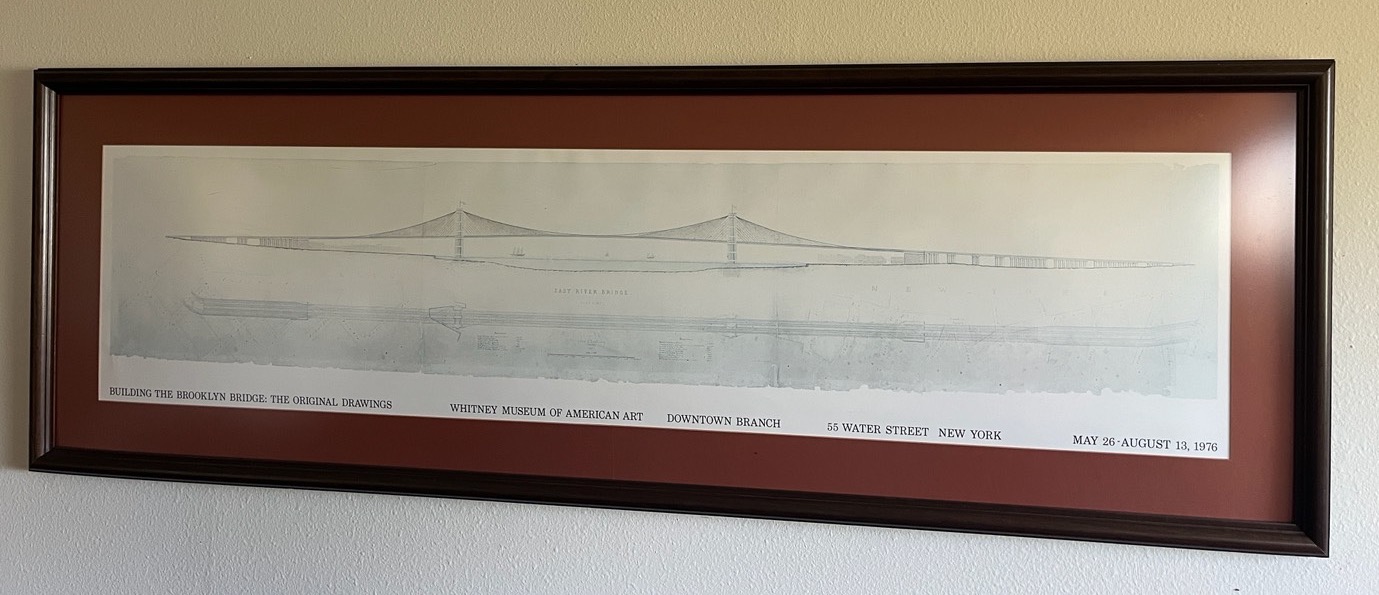 EAST RIVER BRIDGE
BUILDING THE BROOKLYN BRIDGE: THE ORIGINAL DRAWINGS WHITNEY MUSEUM OF AMERICAN ART DOWNTOWN BRANCH 55 WATER STREET NEW YORK MAY 26-AUGUST 13, 1976